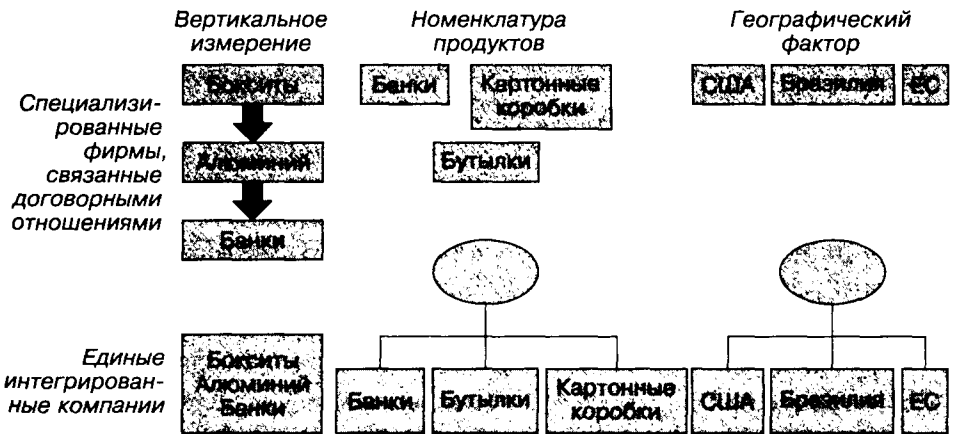 Вертикальное
измерение
Номенклатура
продуктов
Географический
фактор
Специализи-
рованные
фирмы,
связанные
договорными
отношениями
Бокситы
Алюминий
Банки
Банки
Картонные
коробки
Бутылки
США
Бразилия
ЕС
Единые
интегрирован-
ные компании
Бокситы
Алюминий
Банки
Банки
Бутылки
Картонные
коробки
США
Бразилия
ЕС